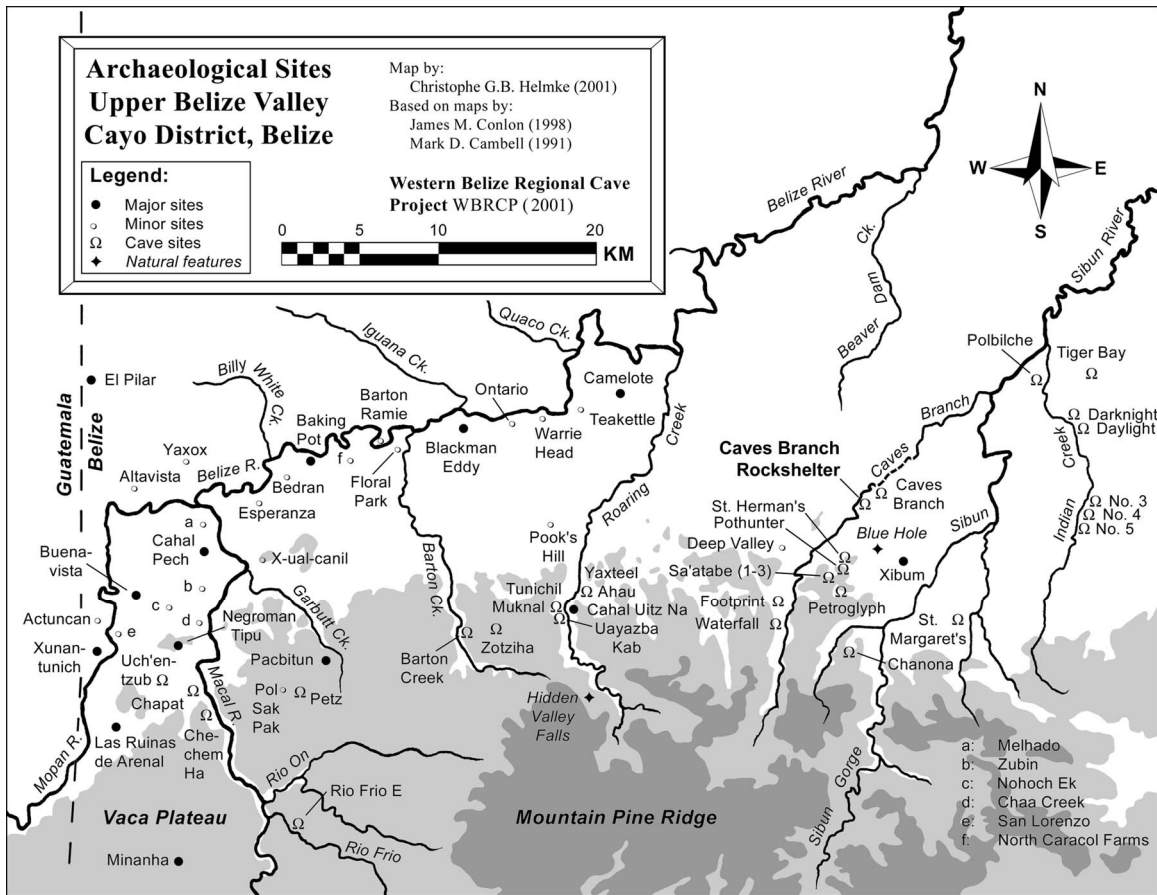 Archaeological Sites
Upper Belize Valley
Cayo District, Belize
Map by:
Christophe G.B. Helmke (2001)
Based on maps by:
James M. Conlon (1998)
Mark D. Cambell (1991)
Western Belize Regional Cave
Project WBRCP (2001)
Legend:
Major sites
Minor sites
Cave sites
Natural features
0 5 10 20
KM
N
W E
S
Belize River
Beaver Dam Ck.
Sibun River
Quaco Ck.
Iguana Ck.
Billy White Ck.
Guatemala
Belize
El Pilar
Yaxox
Altavista
Belize R.
Baking
Pot
Barton
Ramie
Ontario
Camelote
Teakettle
Warrie
Head
Blackman
Eddy
f
Floral
Park
Bedran
Esperanza
Roaring Creek
Polbilche
Tiger Bay
Darknight
Daylight
Caves Branch
Caves Branch
Rockshelter
Caves
Branch
Indian Creek
No. 3
No. 4
No. 5
Blue Hole
Sibun
Xibum
St. Herman's
Pothunter
Deep Valley
Sa'atabe (1-3)
Petroglyph
Footprint
Waterfall
St.
Margaret's
Chanona
a
Cahal
Pech
X-ual-canil
Buena-
vista
b
c
d
e
Actuncan
Xunan-
tunich
Negroman
Tipu
Uch'en-
tzub
Chapat
Che-
chem
Ha
Las Ruinas
de Arenal
Mopan R.
Macal R.
Garbutt Ck.
Pacbitun
Pol
Sak
Pak
Petz
Barton Ck.
Barton
Creek
Zotziha
Pook's
Hill
Tunichil
Muknal
Yaxteel
Ahau
Cahal Uitz Na
Uayazba
Kab
Hidden
Valley
Falls
Rio On
Rio Frio E
Rio Frio
Vaca Plateau
Minanha
Mountain Pine Ridge
Sibun Gorge
a: Melhado
b: Zubin
c: Nohoch Ek
d: Chaa Creek
e: San Lorenzo
f: North Caracol Farms